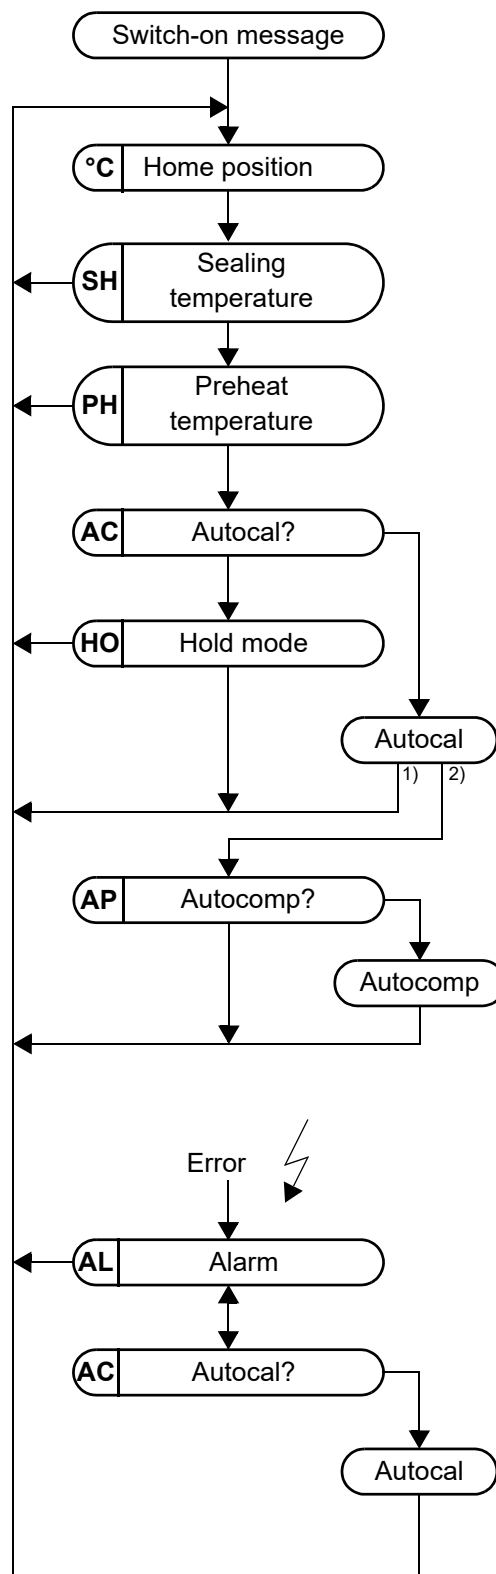 Switch-on message
°C Home position
SH Sealing
temperature
PH Preheat
temperature
AC Autocal?
HO Hold mode
Autocal
1) 2)
AP Autocomp?
Autocomp
Error
AL Alarm
AC Autocal?
Autocal